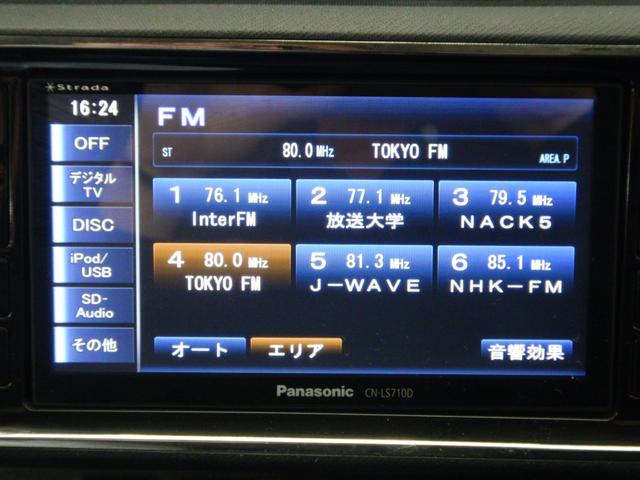 Strada
16:24
FM
OFF
ST 80.0 MHz TOKYO FM AREA.P
デジタル
TV
1 76.1 MHz
InterFM
2 77.1 MHz
放送大学
3 79.5 MHz
NACK5
DISC
iPod/
USB
4 80.0 MHz
TOKYO FM
5 81.3 MHz
J-WAVE
6 85.1 MHz
NHK-FM
SD-
Audio
その他
オート
エリア
音響効果
Panasonic CN-LS710D